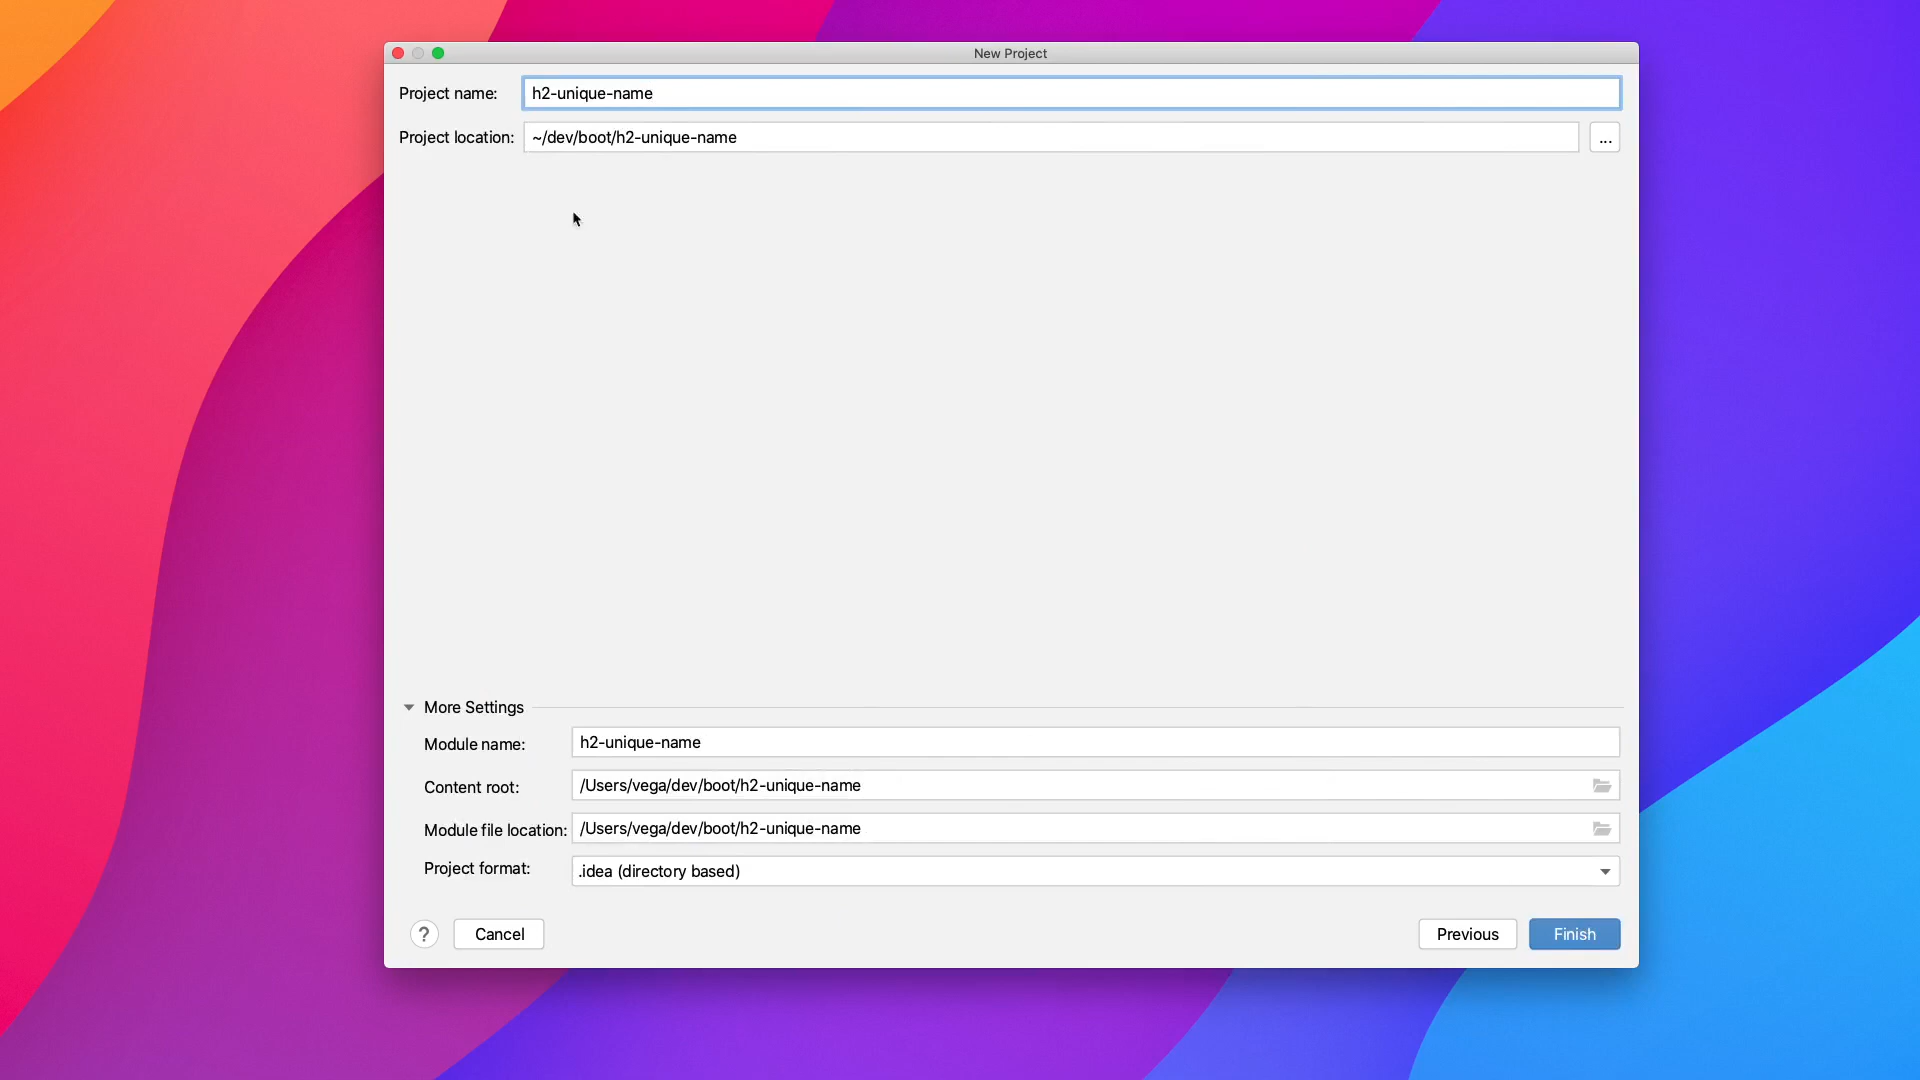 New Project
Project name: h2-unique-name
Project location: ~/dev/boot/h2-unique-name ...
More Settings
Module name: h2-unique-name
Content root: /Users/vega/dev/boot/h2-unique-name
Module file location: /Users/vega/dev/boot/h2-unique-name
Project format: .idea (directory based)
? Cancel Previous Finish